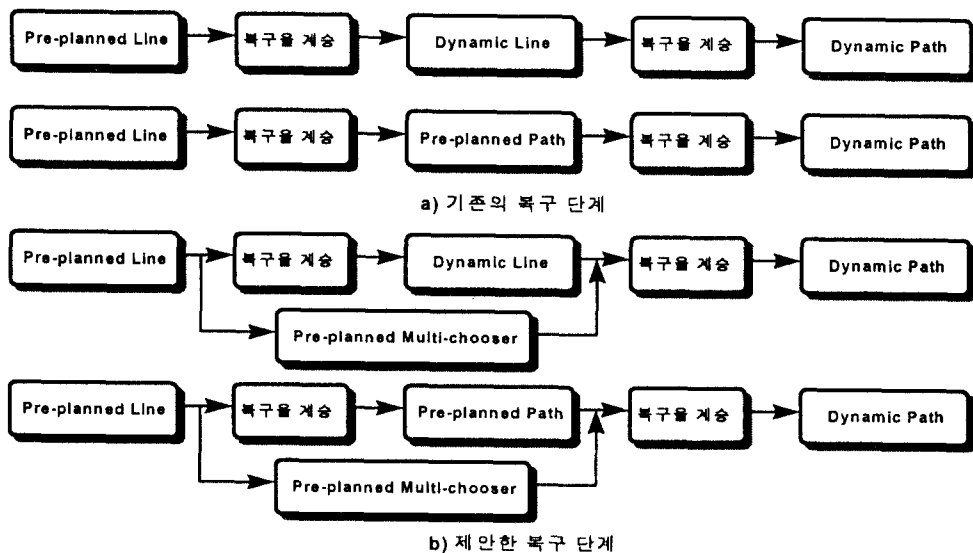 Pre-planned Line 복구율 계승 Dynamic Line 복구율 계승 Dynamic Path
Pre-planned Line 복구율 계승 Pre-planned Path 복구율 계승 Dynamic Path
a) 기존의 복구 단계
Pre-planned Line 복구율 계승 Dynamic Line 복구율 계승 Dynamic Path
Pre-planned Multi-chooser
Pre-planned Line 복구율 계승 Pre-planned Path 복구율 계승 Dynamic Path
Pre-planned Multi-chooser
b) 제안한 복구 단계